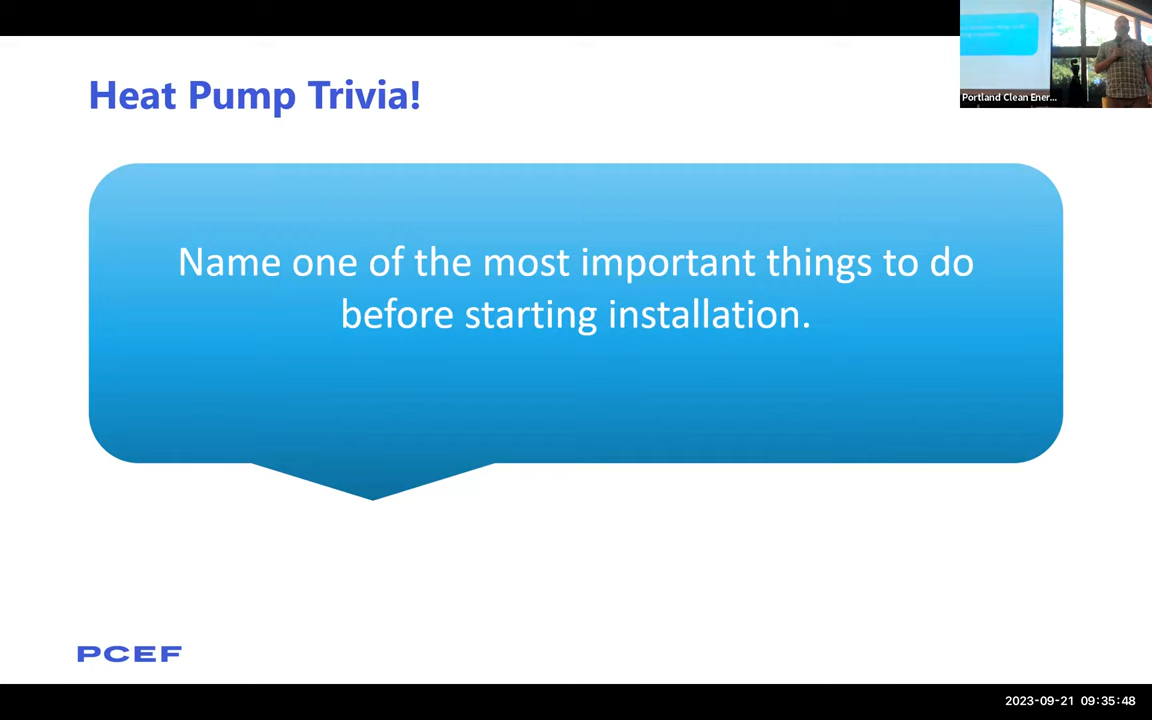 Heat Pump Trivia!
Portland Clean Ener...
Name one of the most important things to do
before starting installation.
PCEF
2023-09-21 09:35:48